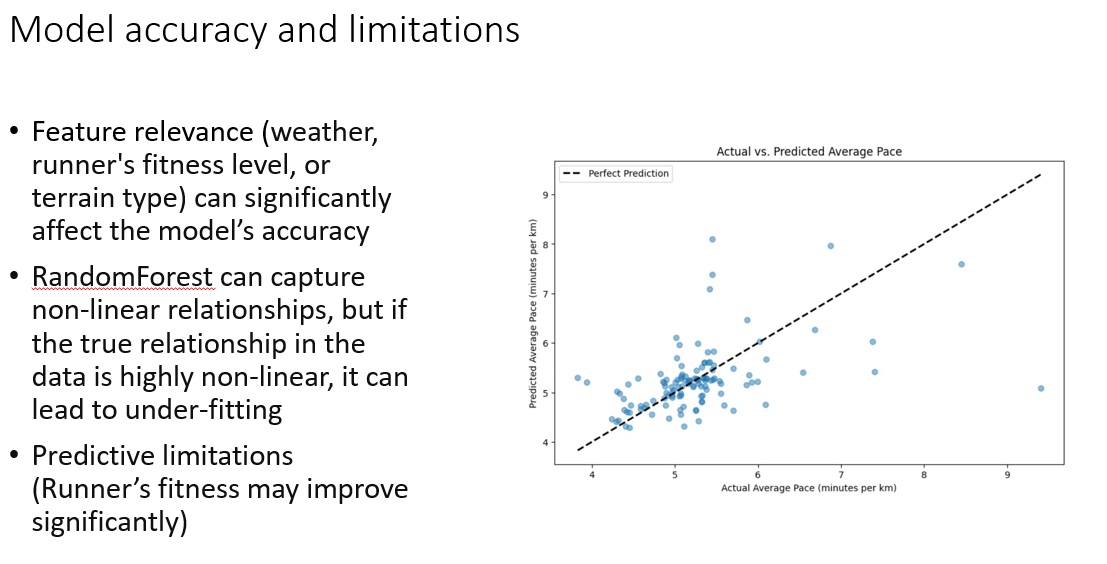 Model accuracy and limitations
• Feature relevance (weather,
runner's fitness level, or
terrain type) can significantly
affect the model’s accuracy
• RandomForest can capture
non-linear relationships, but if
the true relationship in the
data is highly non-linear, it can
lead to under-fitting
• Predictive limitations
(Runner’s fitness may improve
significantly)
Actual vs. Predicted Average Pace
Perfect Prediction
Predicted Average Pace (minutes per km)
9
8
7
6
5
4
4 5 6 7 8 9
Actual Average Pace (minutes per km)